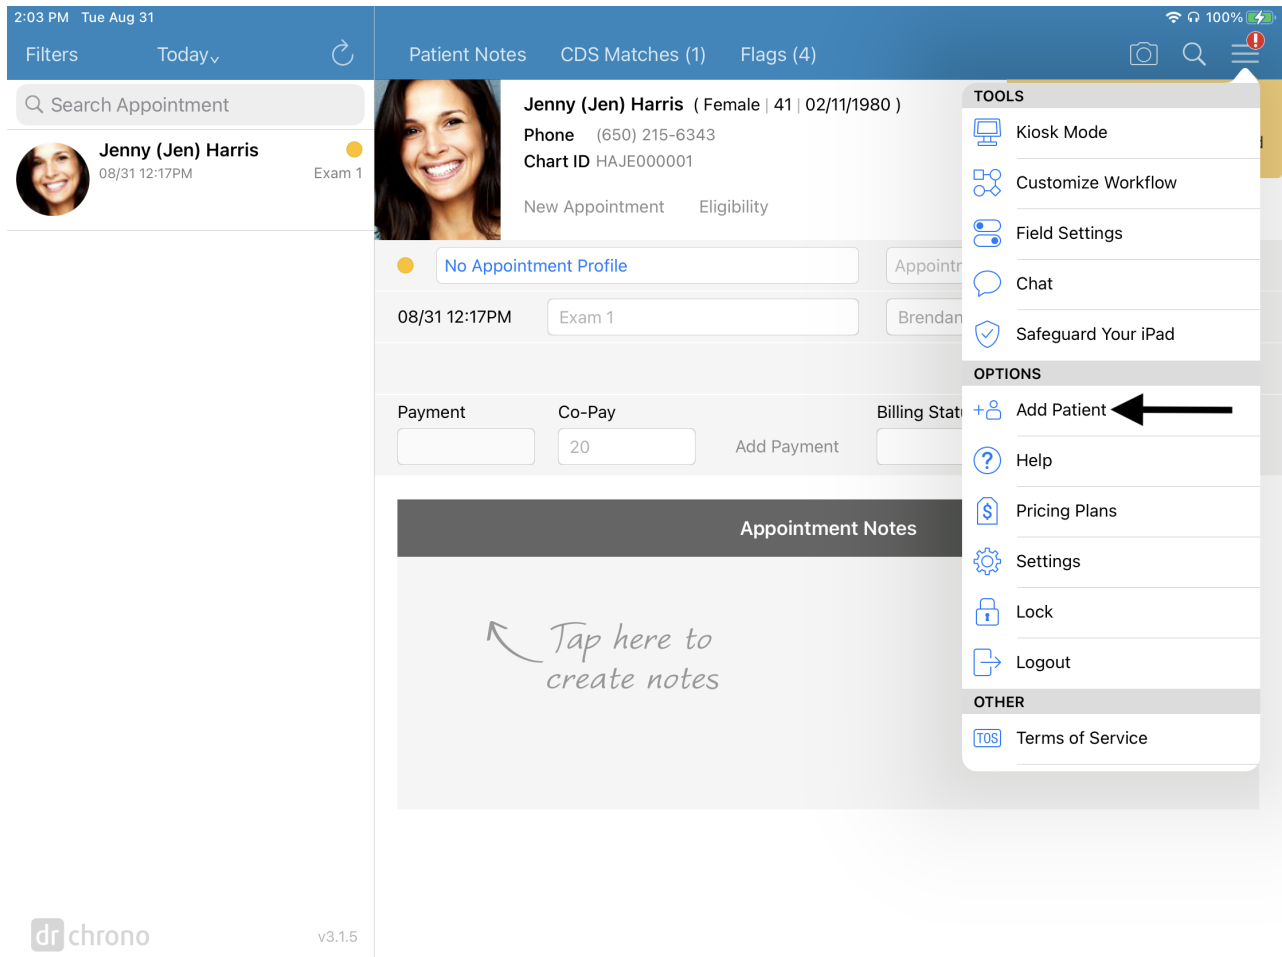 2:03 PM Tue Aug 31
100%
Filters
Today
Patient Notes
CDS Matches (1)
Flags (4)
Search Appointment
Jenny (Jen) Harris
08/31 12:17PM
Exam 1
Jenny (Jen) Harris ( Female | 41 | 02/11/1980 )
Phone (650) 215-6343
Chart ID HAJE000001
New Appointment
Eligibility
No Appointment Profile
08/31 12:17PM
Exam 1
Brendan
Payment
Co-Pay
Billing
20
Add Payment
Appointment Notes
Tap here to
create notes
TOOLS
Kiosk Mode
Customize Workflow
Field Settings
Chat
Safeguard Your iPad
OPTIONS
Add Patient
Help
Pricing Plans
Settings
Lock
Logout
OTHER
TOS Terms of Service
dr chrono
v3.1.5